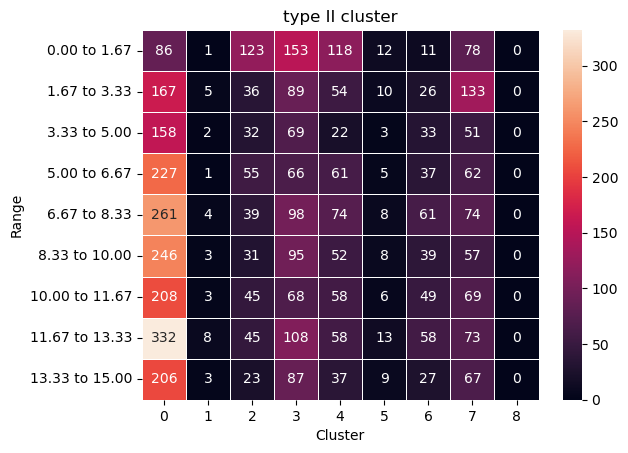 type II cluster
Range
0.00 to 1.67 86 1 123 153 118 12 11 78 0
1.67 to 3.33 167 5 36 89 54 10 26 133 0
3.33 to 5.00 158 2 32 69 22 3 33 51 0
5.00 to 6.67 227 1 55 66 61 5 37 62 0
6.67 to 8.33 261 4 39 98 74 8 61 74 0
8.33 to 10.00 246 3 31 95 52 8 39 57 0
10.00 to 11.67 208 3 45 68 58 6 49 69 0
11.67 to 13.33 332 8 45 108 58 13 58 73 0
13.33 to 15.00 206 3 23 87 37 9 27 67 0
0 1 2 3 4 5 6 7 8
Cluster
300
250
200
150
100
50
0